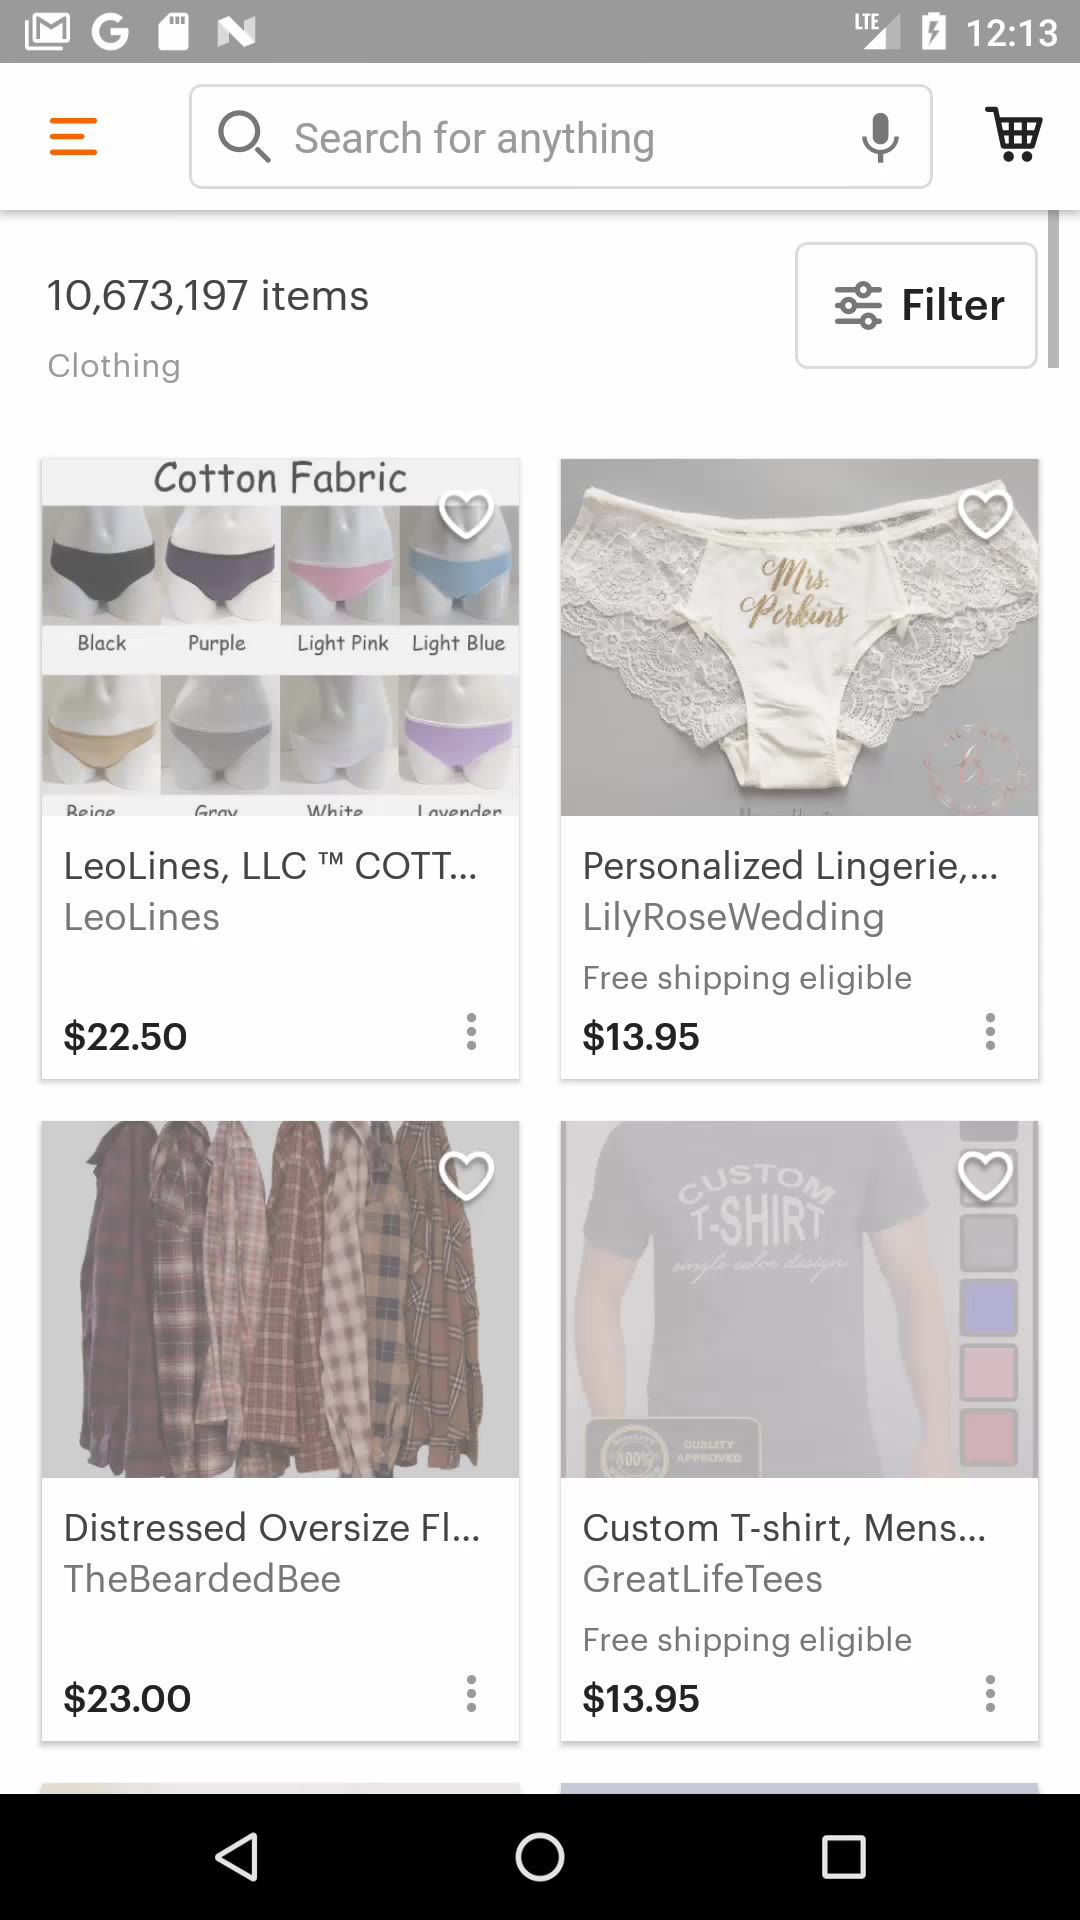 LTE 12:13
Search for anything
10,673,197 items
Filter
Clothing
Cotton Fabric
Black Purple Light Pink Light Blue
Beige Gray White Lavender
Mrs.
Perkins
LeoLines, LLC ™ COTT...
LeoLines
$22.50
Personalized Lingerie,...
LilyRoseWedding
Free shipping eligible
$13.95
CUSTOM
T-SHIRT
single color design
QUALITY
100%
QUALITY
APPROVED
Distressed Oversize Fl...
TheBeardedBee
$23.00
Custom T-shirt, Mens...
GreatLifeTees
Free shipping eligible
$13.95